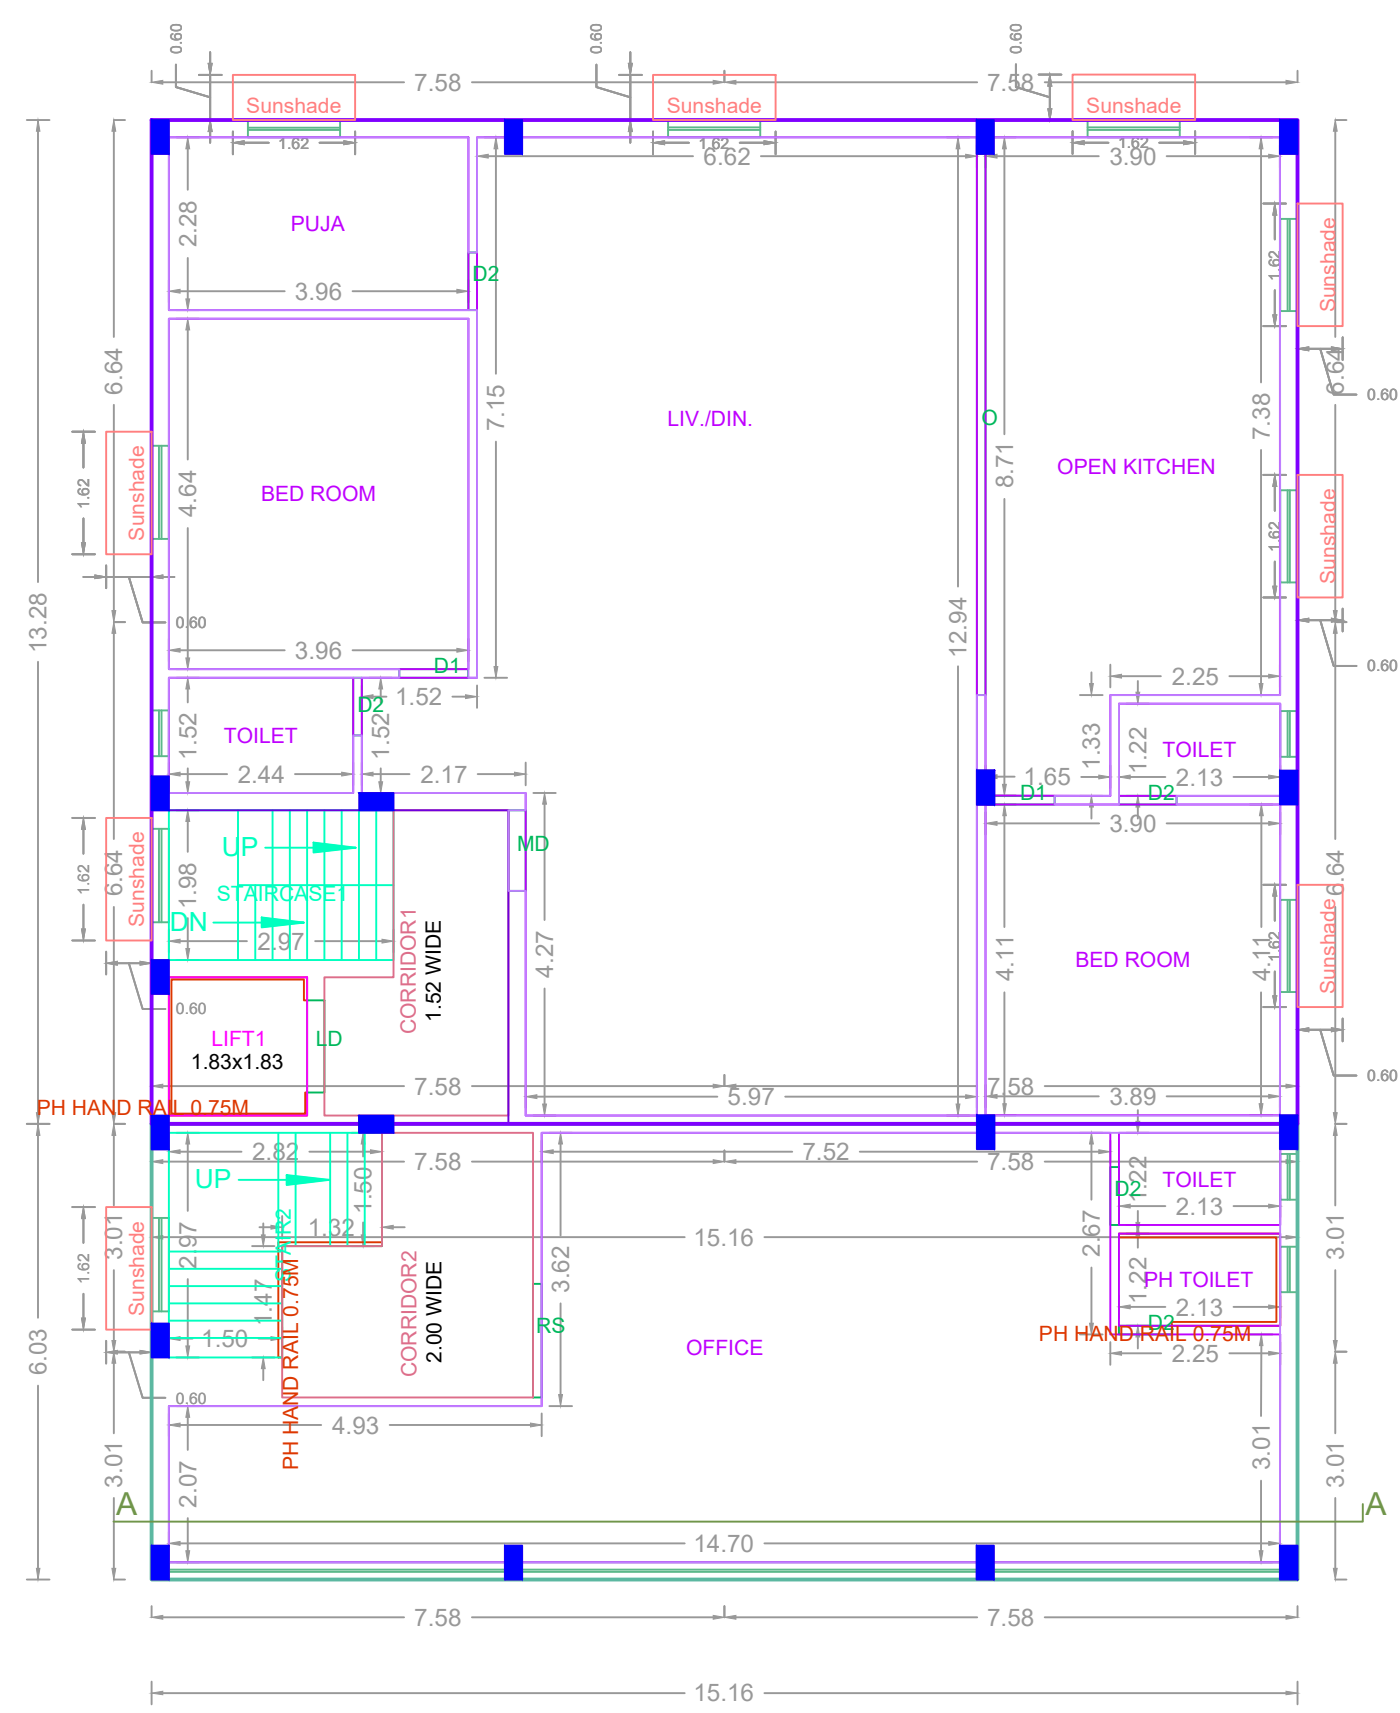 0.60
0.60
0.60
7.58
7.58
Sunshade
Sunshade
Sunshade
1.62
1.62
1.62
6.62
3.90
2.28
PUJA
D2
3.96
1.62
Sunshade
6.64
6.64
0.60
7.15
LIV./DIN.
O
7.38
8.71
OPEN KITCHEN
4.64
BED ROOM
1.62
Sunshade
1.62
Sunshade
13.28
0.60
12.94
3.96
D1
0.60
2.25
1.52
D2
1.52
TOILET
1.52
2.44
2.17
1.33
1.22
TOILET
1.65
2.13
D1
D2
3.90
UP
MD
1.98
STAIRCASE1
DN
2.97
1.62
6.64
Sunshade
6.64
CORRIDOR1
1.52 WIDE
4.27
4.11
BED ROOM
4.11
1.62
Sunshade
0.60
LIFT1
1.83x1.83
LD
0.60
7.58
7.58
5.97
3.89
PH HAND RAIL 0.75M
2.82
7.58
1.50
7.52
7.58
UP
D2
1.22
TOILET
2.13
1.32
15.16
2.97
STAIR2
1.47
2.67
1.62
Sunshade
3.01
3.01
CORRIDOR2
2.00 WIDE
3.62
1.22
PH TOILET
2.13
D2
PH HAND RAIL 0.75M
RS
OFFICE
1.50
PH HAND RAIL 0.75M
2.25
6.03
0.60
4.93
2.07
3.01
3.01
3.01
A
A
14.70
7.58
7.58
15.16